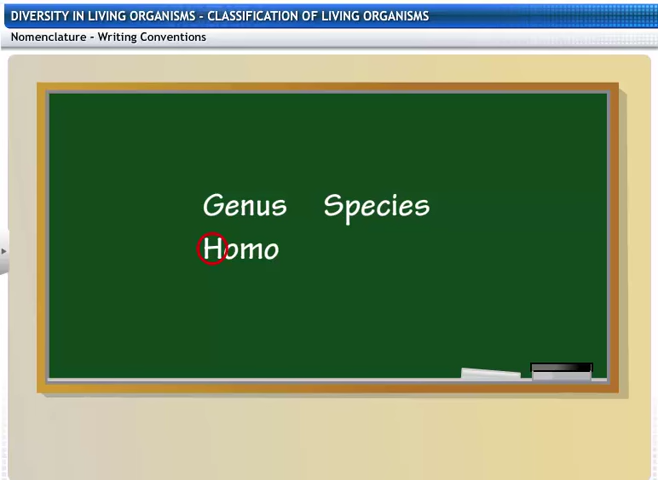 DIVERSITY IN LIVING ORGANISMS - CLASSIFICATION OF LIVING ORGANISMS
Nomenclature - Writing Conventions
Genus Species
Homo